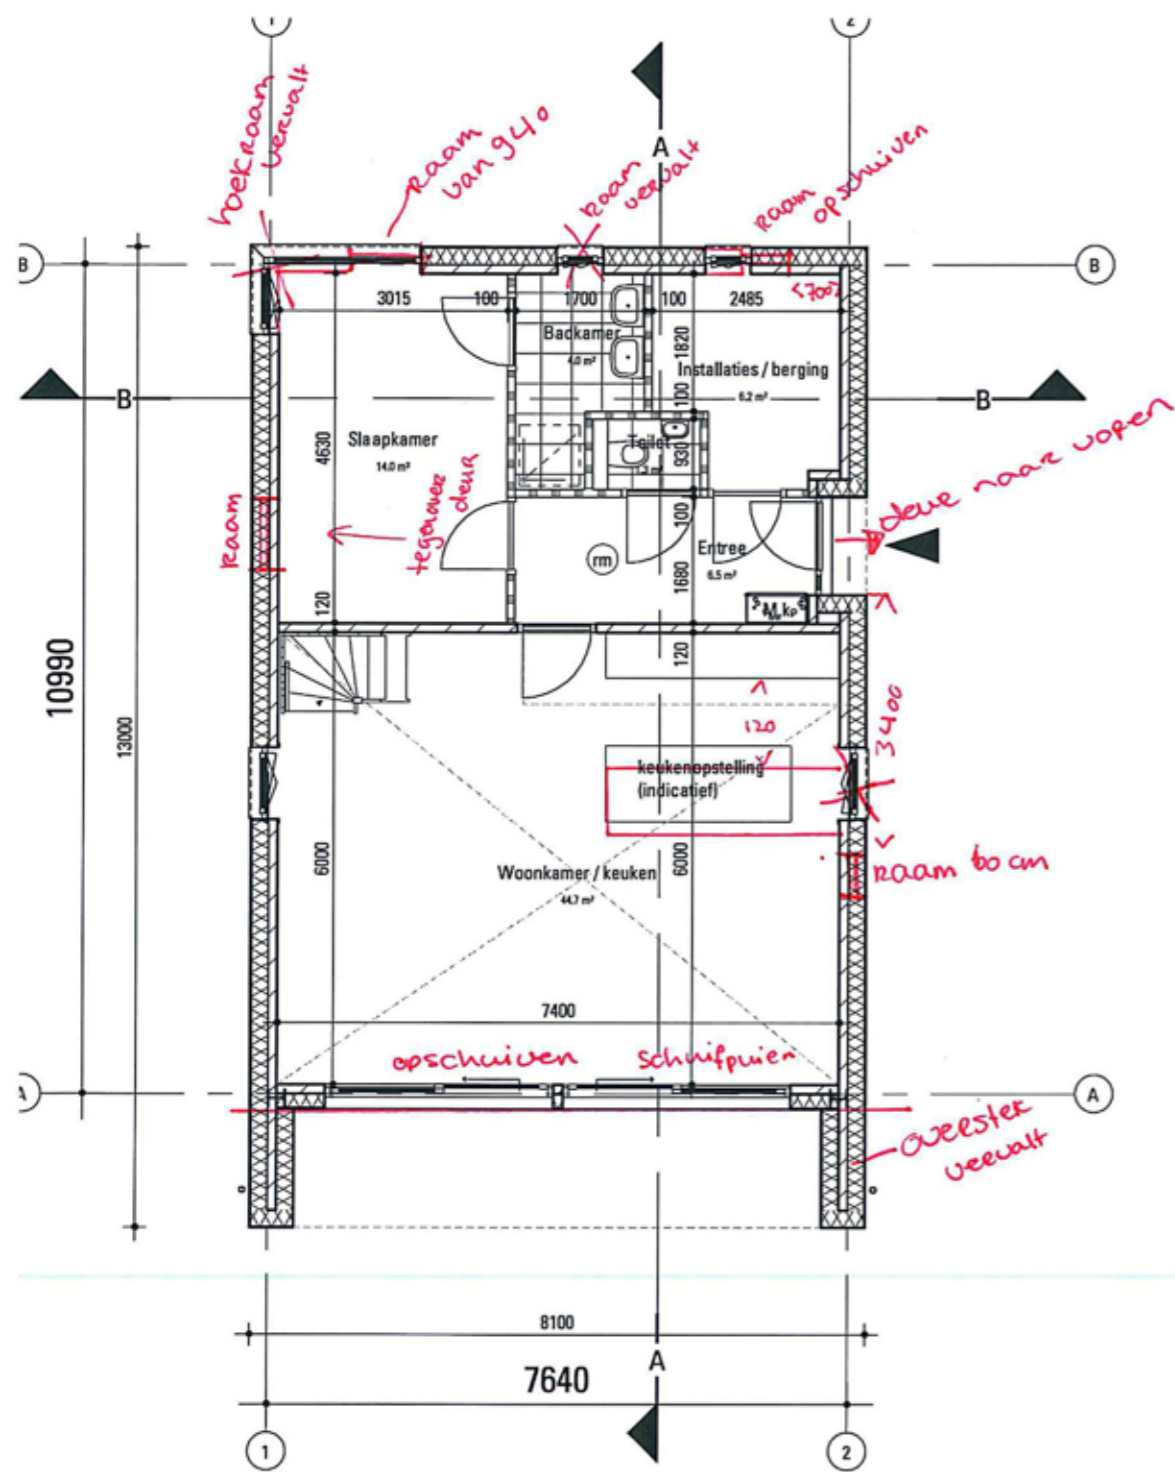 1
2
hoekraam
vervalt
Raam
van 940
Raam
vervalt
A
Raam
opschuiven
B
B
3015
100
1700
100
2485
Badkamer
4.0 m²
1820
Installaties / berging
6.2 m²
B
B
100
Slaapkamer
14.0 m²
4630
Toilet
930
tegenover
deur
Raam
deur naar voren
100
rm
Entree
6.5 m²
1680
120
Mkp
120
10990
13000
120
3400
keukenopstelling
(indicatief)
6000
6000
Woonkamer / keuken
44.7 m²
Raam 60 cm
7400
opschuiven
Schuifpuien
A
A
overstek
vervalt
8100
A
7640
1
2